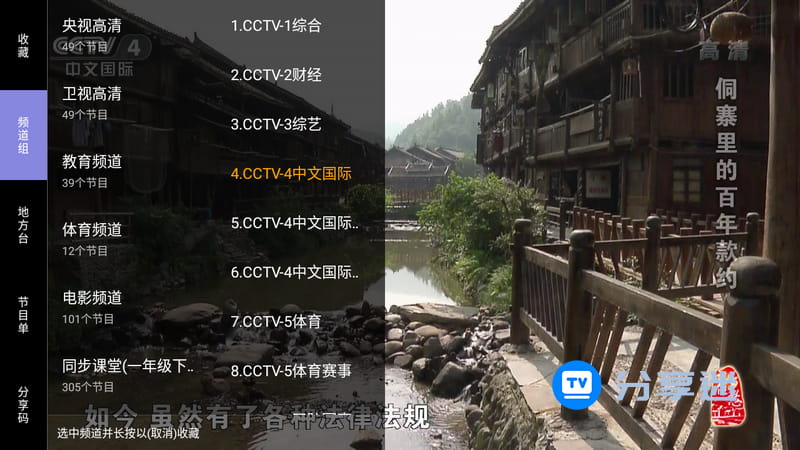 收藏
频道组
地方台
节目单
分享码
央视高清
49个节目
卫视高清
49个节目
教育频道
39个节目
体育频道
12个节目
电影频道
101个节目
同步课堂(一年级下..
305个节目
选中频道并长按以(取消)收藏
1.CCTV-1综合
2.CCTV-2财经
3.CCTV-3综艺
4.CCTV-4中文国际
5.CCTV-4中文国际..
6.CCTV-4中文国际..
7.CCTV-5体育
8.CCTV-5体育赛事
CCTV 4
中文国际
高清
侗寨里的百年款约
如今 虽然有了各种法律法规
TV 分享迷